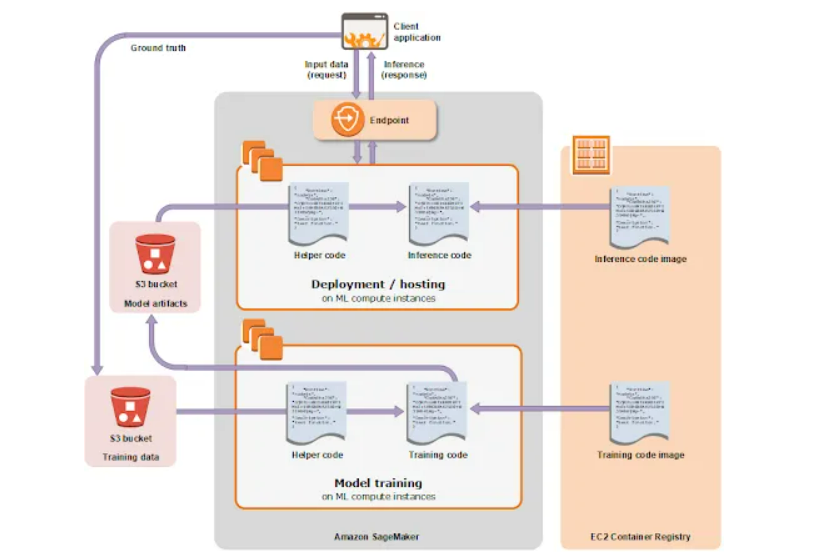 Client
application
Ground truth
Input data
(request)
Inference
(response)
Endpoint
Helper code
Inference code
Inference code image
Deployment / hosting
on ML compute instances
S3 bucket
Model artifacts
S3 bucket
Training data
Helper code
Training code
Training code image
Model training
on ML compute instances
Amazon SageMaker
EC2 Container Registry